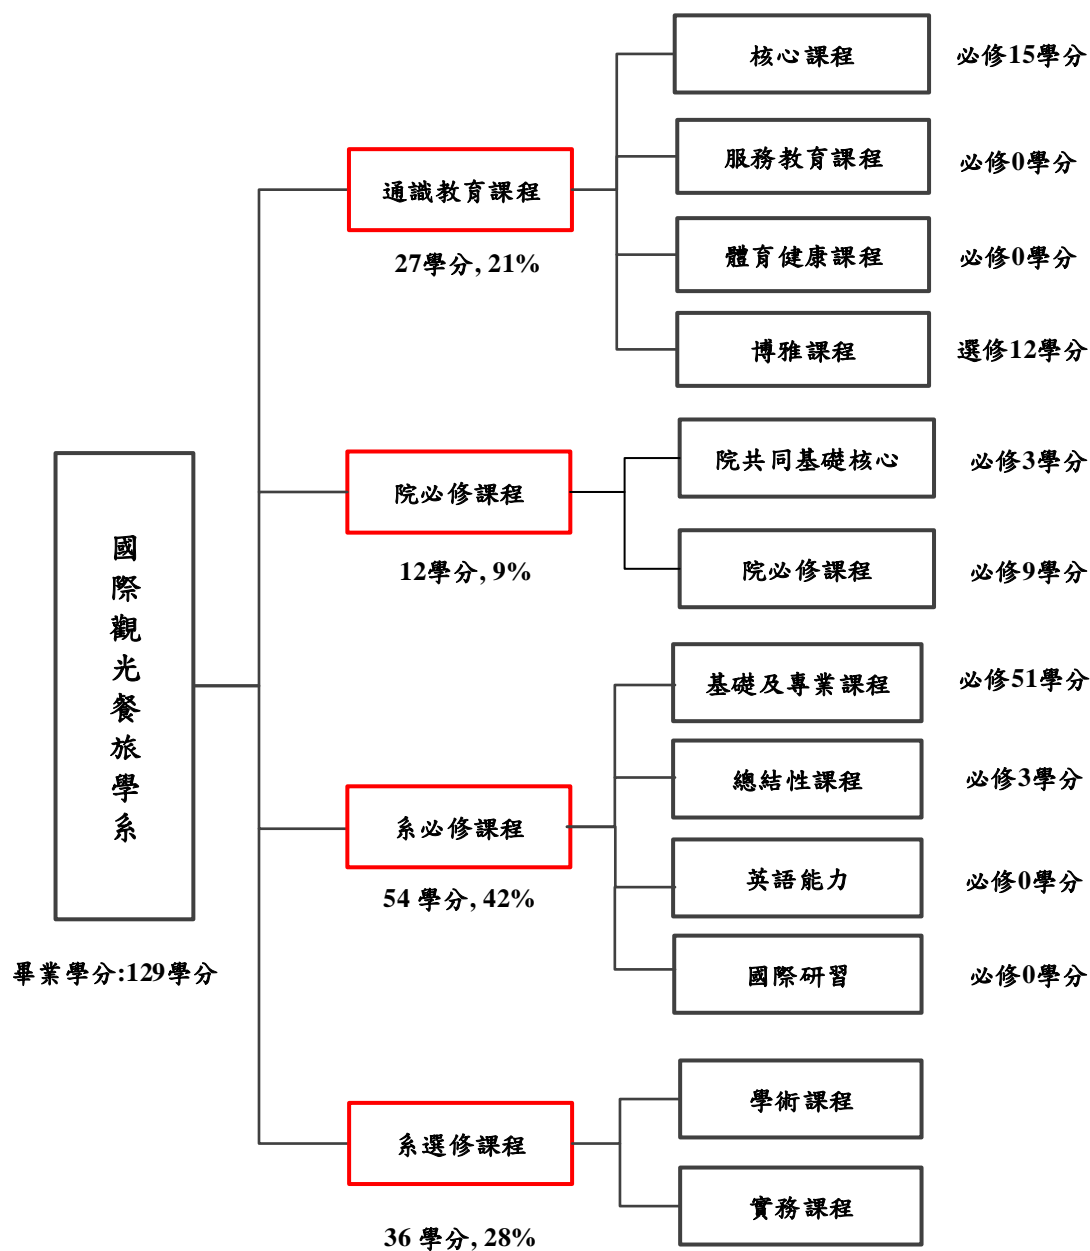 國際觀光餐旅學系
畢業學分:129學分
通識教育課程
27學分, 21%
核心課程
必修15學分
服務教育課程
必修0學分
體育健康課程
必修0學分
博雅課程
選修12學分
院必修課程
12學分, 9%
院共同基礎核心
必修3學分
院必修課程
必修9學分
系必修課程
54 學分, 42%
基礎及專業課程
必修51學分
總結性課程
必修3學分
英語能力
必修0學分
國際研習
必修0學分
系選修課程
36 學分, 28%
學術課程
實務課程